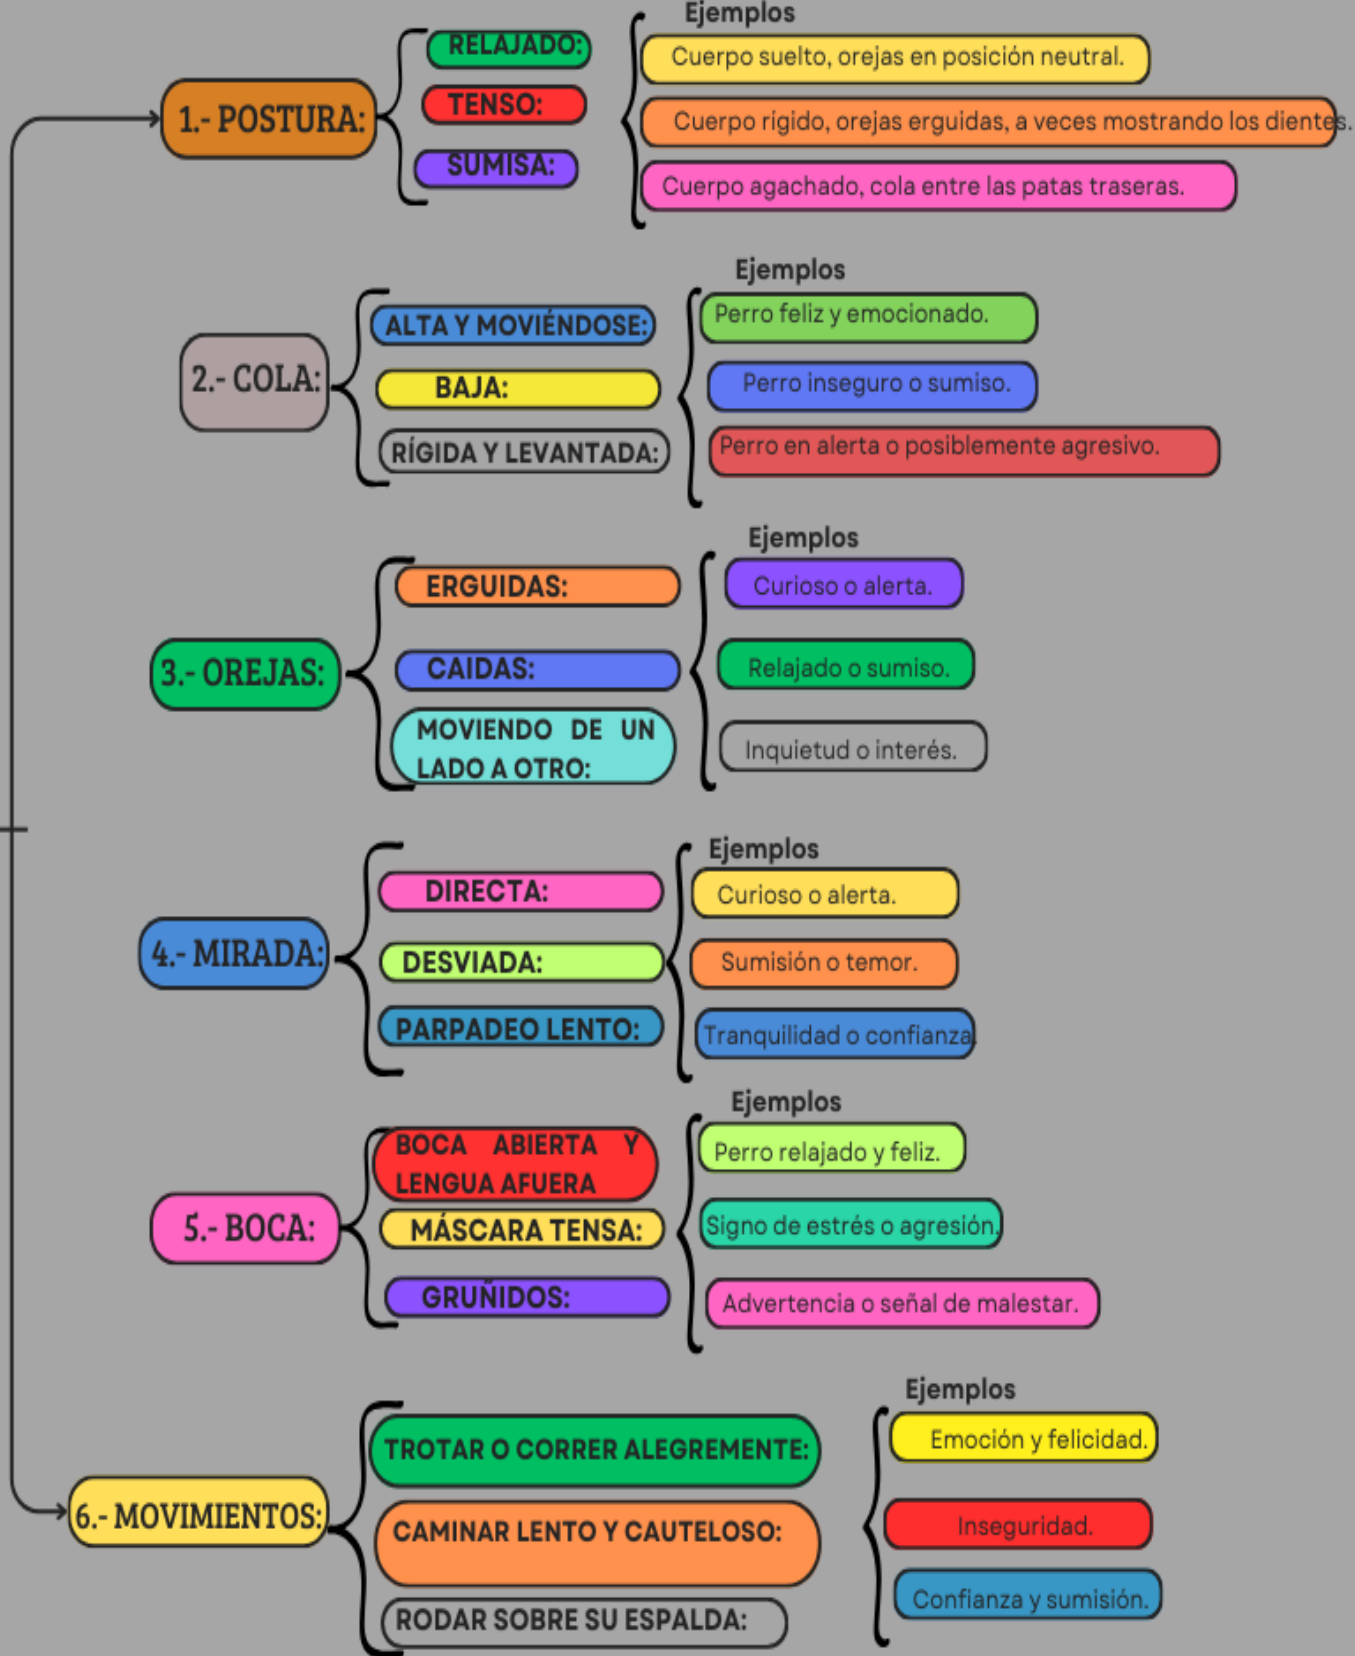 Ejemplos
1.- POSTURA:
RELAJADO:
Cuerpo suelto, orejas en posición neutral.
TENSO:
Cuerpo rígido, orejas erguidas, a veces mostrando los dientes.
SUMISA:
Cuerpo agachado, cola entre las patas traseras.
Ejemplos
2.- COLA:
ALTA Y MOVIÉNDOSE:
Perro feliz y emocionado.
BAJA:
Perro inseguro o sumiso.
RÍGIDA Y LEVANTADA:
Perro en alerta o posiblemente agresivo.
Ejemplos
3.- OREJAS:
ERGUIDAS:
Curioso o alerta.
CAIDAS:
Relajado o sumiso.
MOVIENDO DE UN
LADO A OTRO:
Inquietud o interés.
Ejemplos
4.- MIRADA:
DIRECTA:
Curioso o alerta.
DESVIADA:
Sumisión o temor.
PARPADEO LENTO:
Tranquilidad o confianza.
Ejemplos
5.- BOCA:
BOCA ABIERTA Y
LENGUA AFUERA
Perro relajado y feliz.
MÁSCARA TENSA:
Signo de estrés o agresión.
GRUÑIDOS:
Advertencia o señal de malestar.
Ejemplos
6.- MOVIMIENTOS:
TROTAR O CORRER ALEGREMENTE:
Emoción y felicidad.
CAMINAR LENTO Y CAUTELOSO:
Inseguridad.
RODAR SOBRE SU ESPALDA:
Confianza y sumisión.